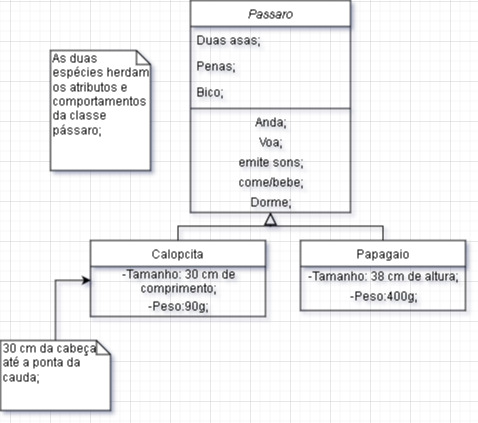 Passaro
Duas asas;
Penas;
Bico;
Anda;
Voa;
emite sons;
come/bebe;
Dorme;
As duas
espécies herdam
os atributos e
comportamentos
da classe
pássaro;
Calopcita
-Tamanho: 30 cm de
comprimento;
-Peso:90g;
Papagaio
-Tamanho: 38 cm de altura;
-Peso:400g;
30 cm da cabeça
até a ponta da
cauda;